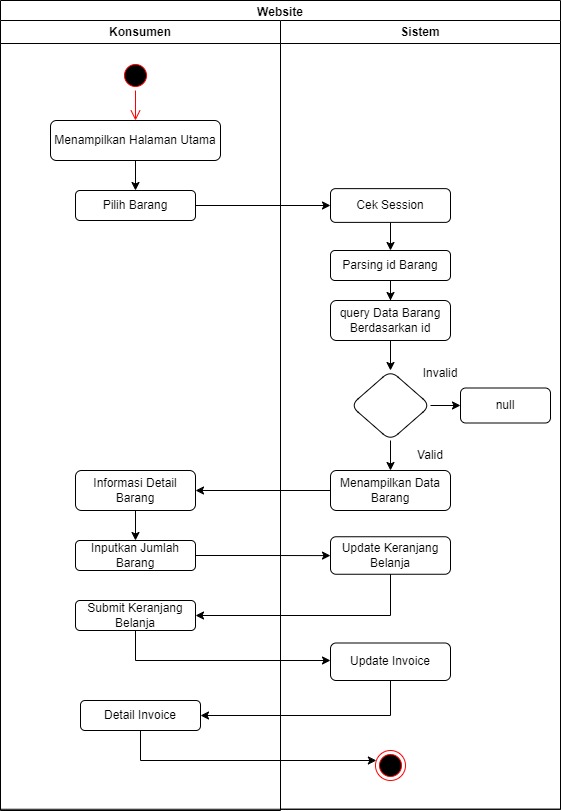 Website
Konsumen
Sistem
Menampilkan Halaman Utama
Pilih Barang
Cek Session
Parsing id Barang
query Data Barang
Berdasarkan id
Invalid
null
Valid
Menampilkan Data
Barang
Informasi Detail
Barang
Inputkan Jumlah
Barang
Update Keranjang
Belanja
Submit Keranjang
Belanja
Update Invoice
Detail Invoice